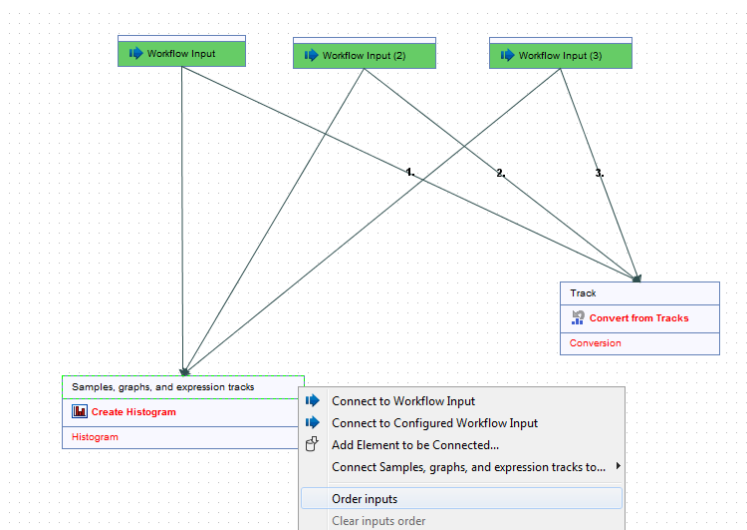 Workflow Input
Workflow Input (2)
Workflow Input (3)
1.
2.
3.
Track
Convert from Tracks
Conversion
Samples, graphs, and expression tracks
Create Histogram
Histogram
Connect to Workflow Input
Connect to Configured Workflow Input
Add Element to be Connected...
Connect Samples, graphs, and expression tracks to...
Order inputs
Clear inputs order